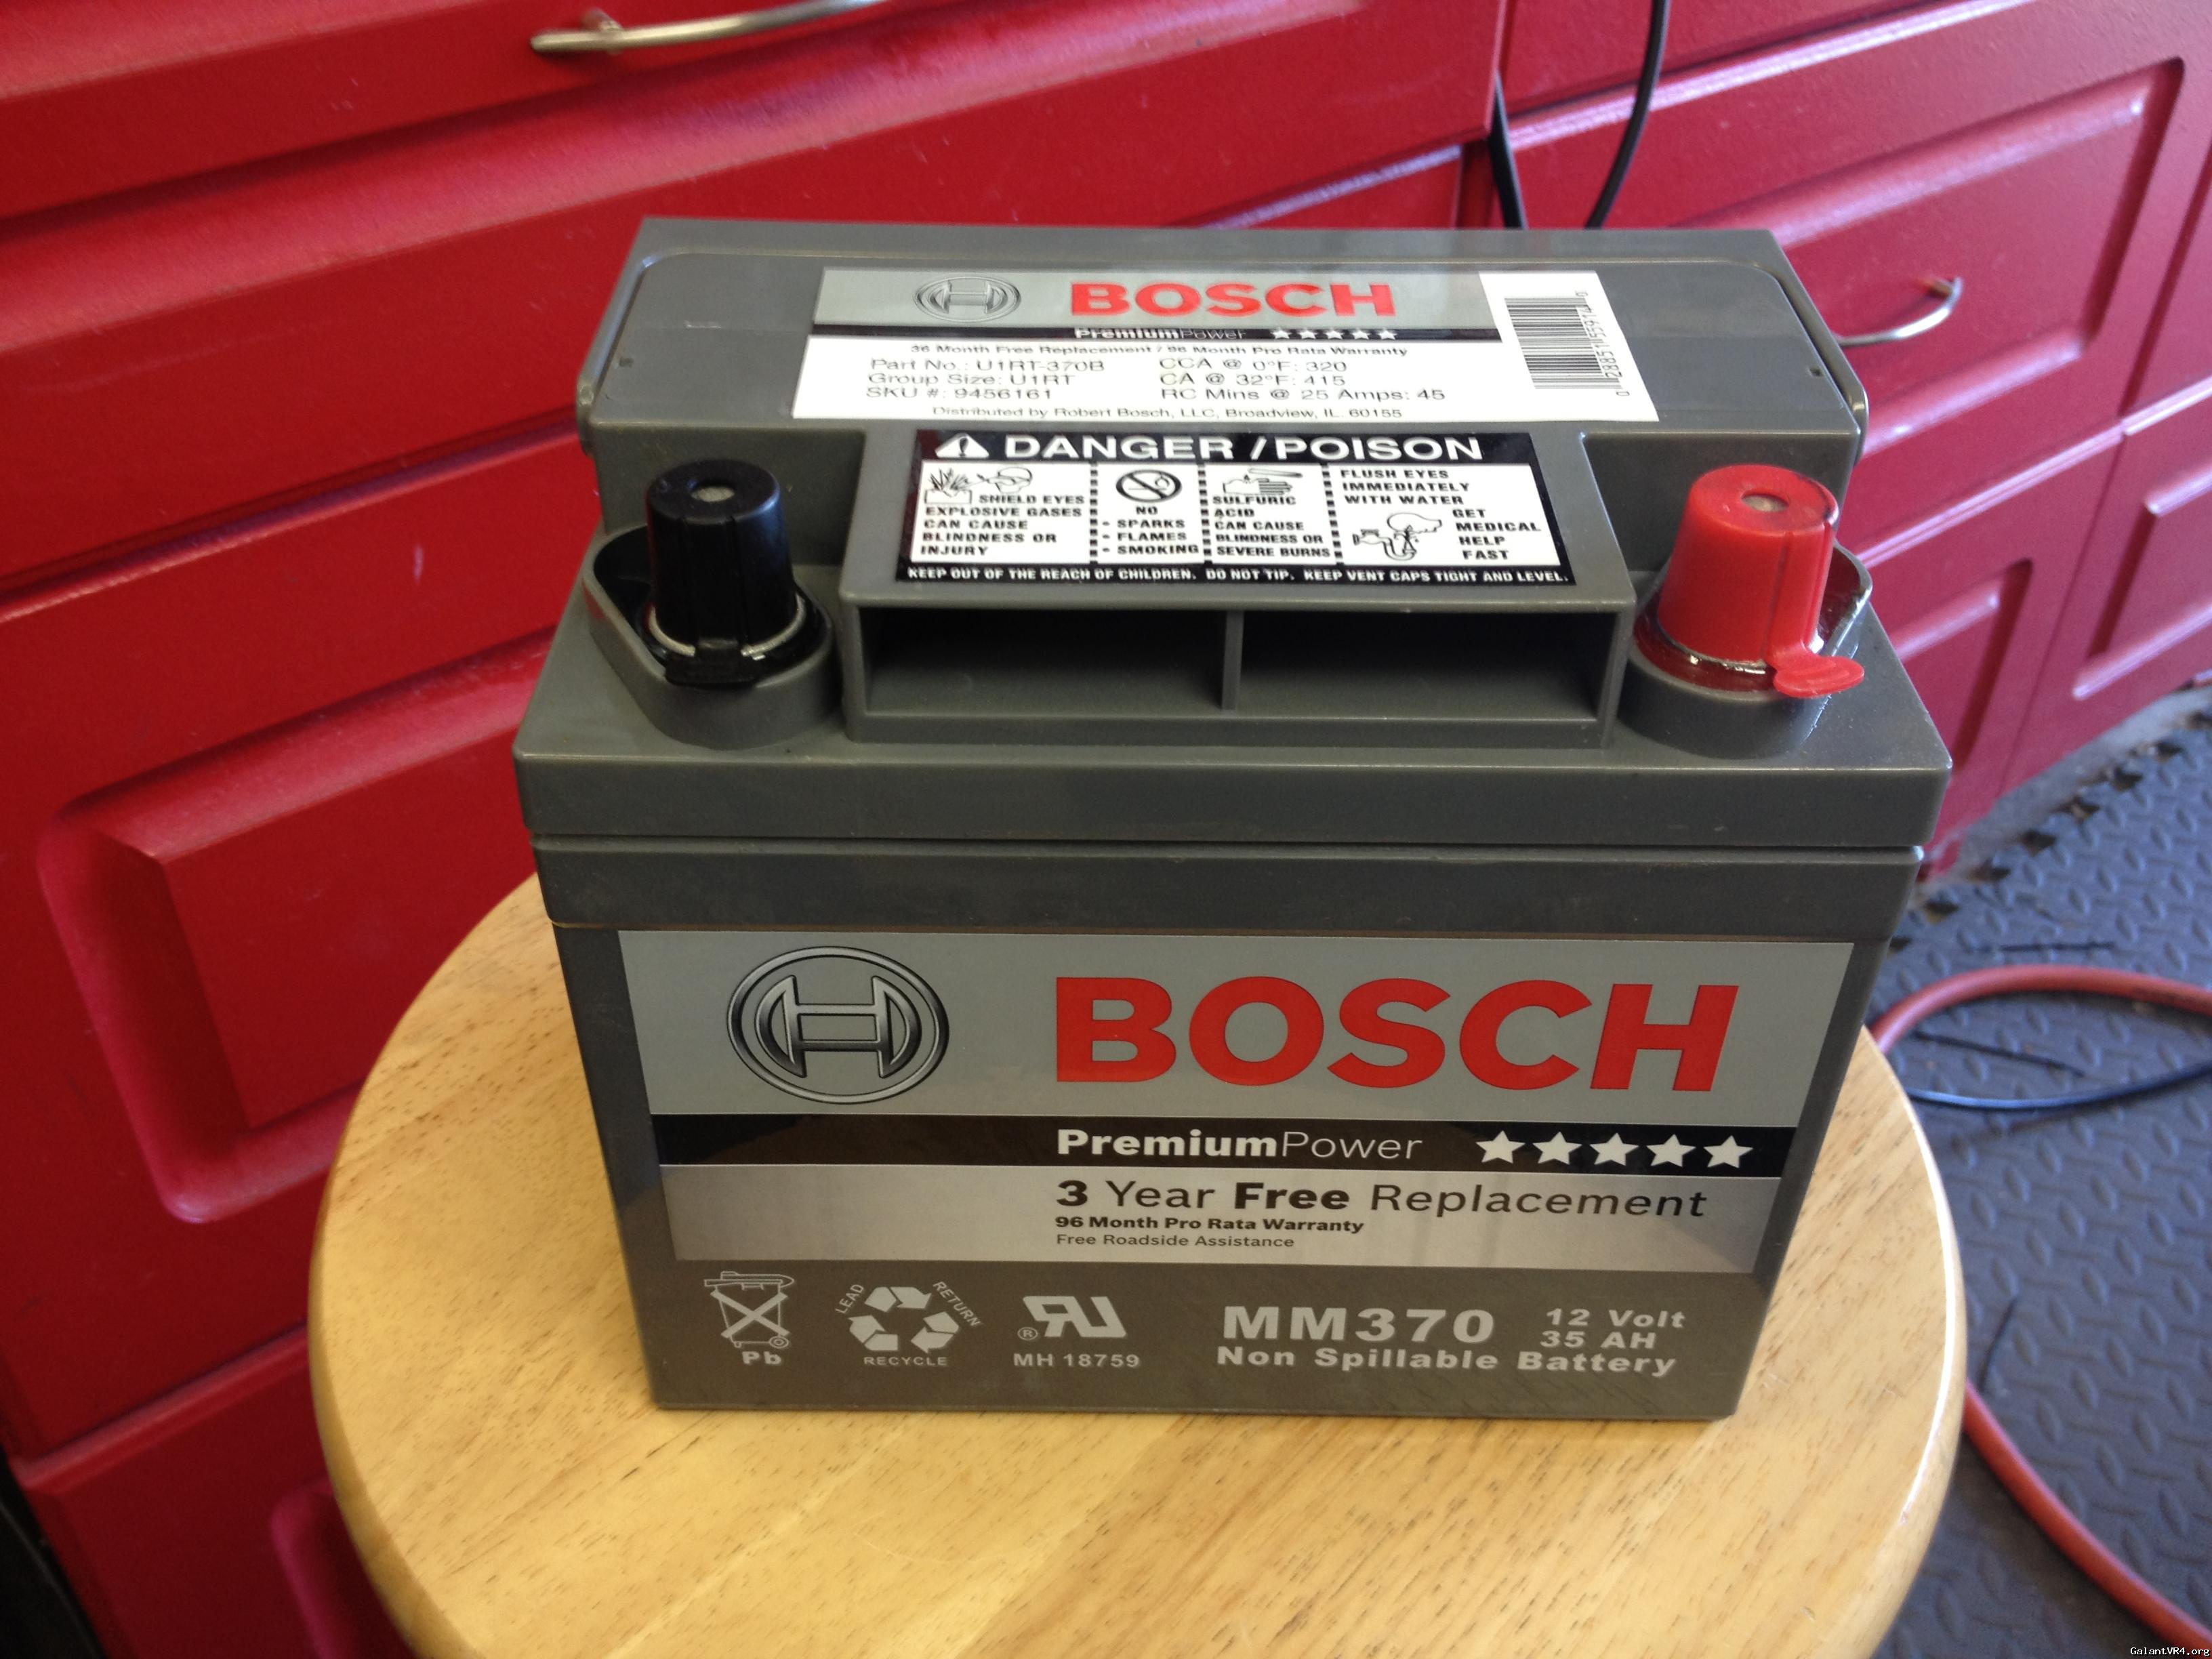 BOSCH
PremiumPower ★★★★★
36 Month Free Replacement / 96 Month Pro Rata Warranty
Part No.: U1RT-370B CCA @ 0°F: 320
Group Size: U1RT CA @ 32°F: 415
SKU #: 9456161 RC Mins @ 25 Amps: 45
Distributed by Robert Bosch, LLC, Broadview, IL. 60155
0 28851 55914 0
DANGER / POISON
SHIELD EYES
EXPLOSIVE GASES
CAN CAUSE
BLINDNESS OR
INJURY
NO
• SPARKS
• FLAMES
• SMOKING
SULFURIC
ACID
CAN CAUSE
BLINDNESS OR
SEVERE BURNS
FLUSH EYES
IMMEDIATELY
WITH WATER
GET
MEDICAL
HELP
FAST
KEEP OUT OF THE REACH OF CHILDREN. DO NOT TIP. KEEP VENT CAPS TIGHT AND LEVEL.
BOSCH
PremiumPower ★★★★★
3 Year Free Replacement
96 Month Pro Rata Warranty
Free Roadside Assistance
Pb
LEAD
RETURN
RECYCLE
®
MH 18759
MM370
12 Volt
35 AH
Non Spillable Battery
GalantVR4.org